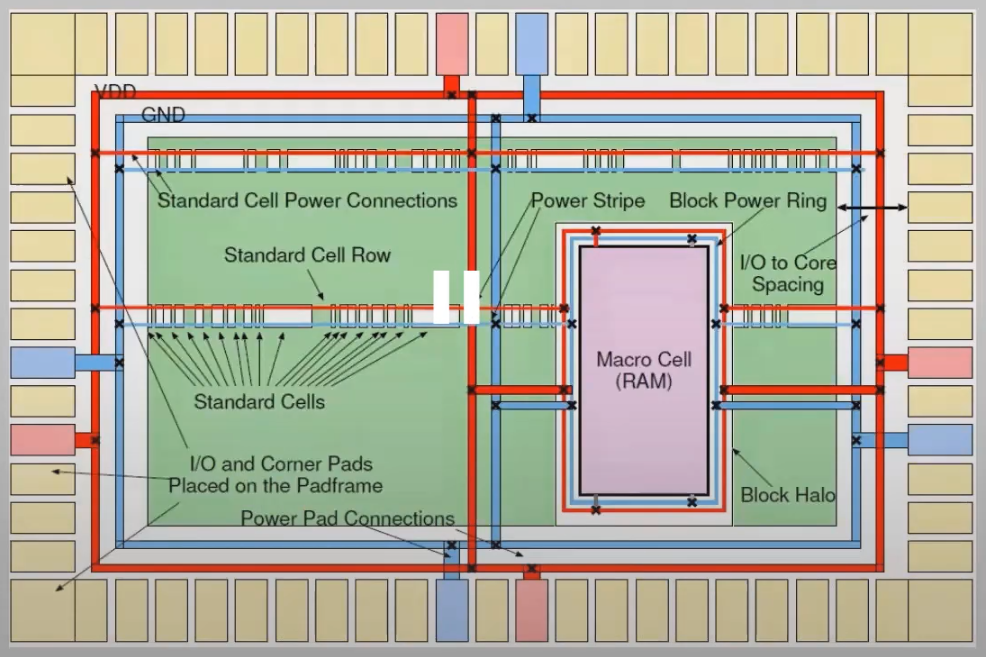 VDD
GND
Standard Cell Power Connections
Power Stripe
Block Power Ring
Standard Cell Row
I/O to Core
Spacing
Macro Cell
(RAM)
Standard Cells
I/O and Corner Pads
Placed on the Padframe
Block Halo
Power Pad Connections